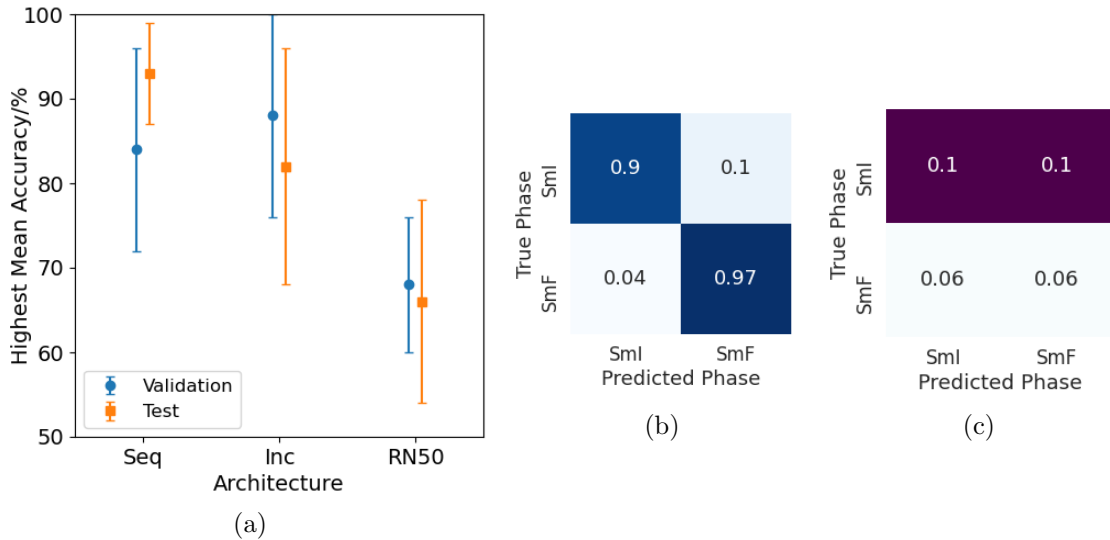 100
90
80
70
60
50
Highest Mean Accuracy/%
Validation
Test
Seq Inc RN50
Architecture
(a)
True Phase
SmI
SmF
0.9 0.1
0.04 0.97
SmI SmF
Predicted Phase
(b)
True Phase
SmI
SmF
0.1 0.1
0.06 0.06
SmI SmF
Predicted Phase
(c)